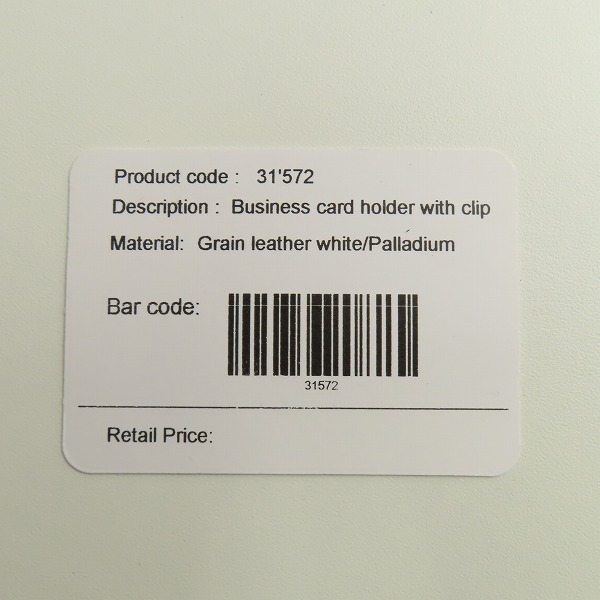 Product code : 31'572
Description : Business card holder with clip
Material: Grain leather white/Palladium
Bar code:
31572
Retail Price: